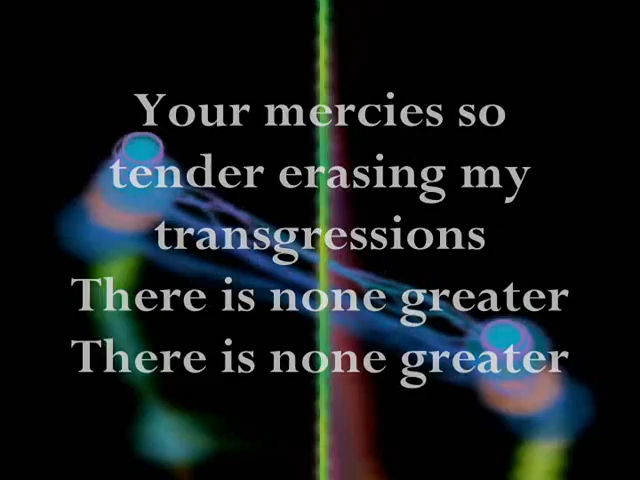 Your mercies so
tender erasing my
transgressions
There is none greater
There is none greater